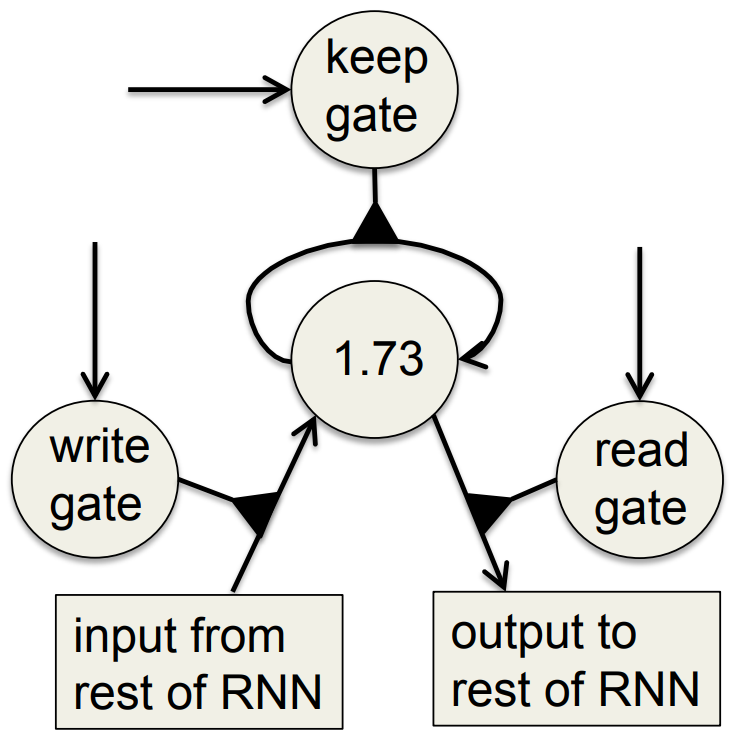 keep
gate
1.73
write
gate
read
gate
input from
rest of RNN
output to
rest of RNN